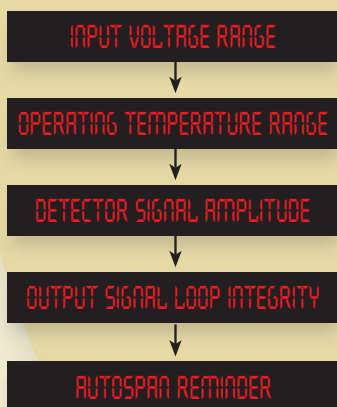 INPUT VOLTAGE RANGE
OPERATING TEMPERATURE RANGE
DETECTOR SIGNAL AMPLITUDE
OUTPUT SIGNAL LOOP INTEGRITY
AUTOSPAN REMINDER